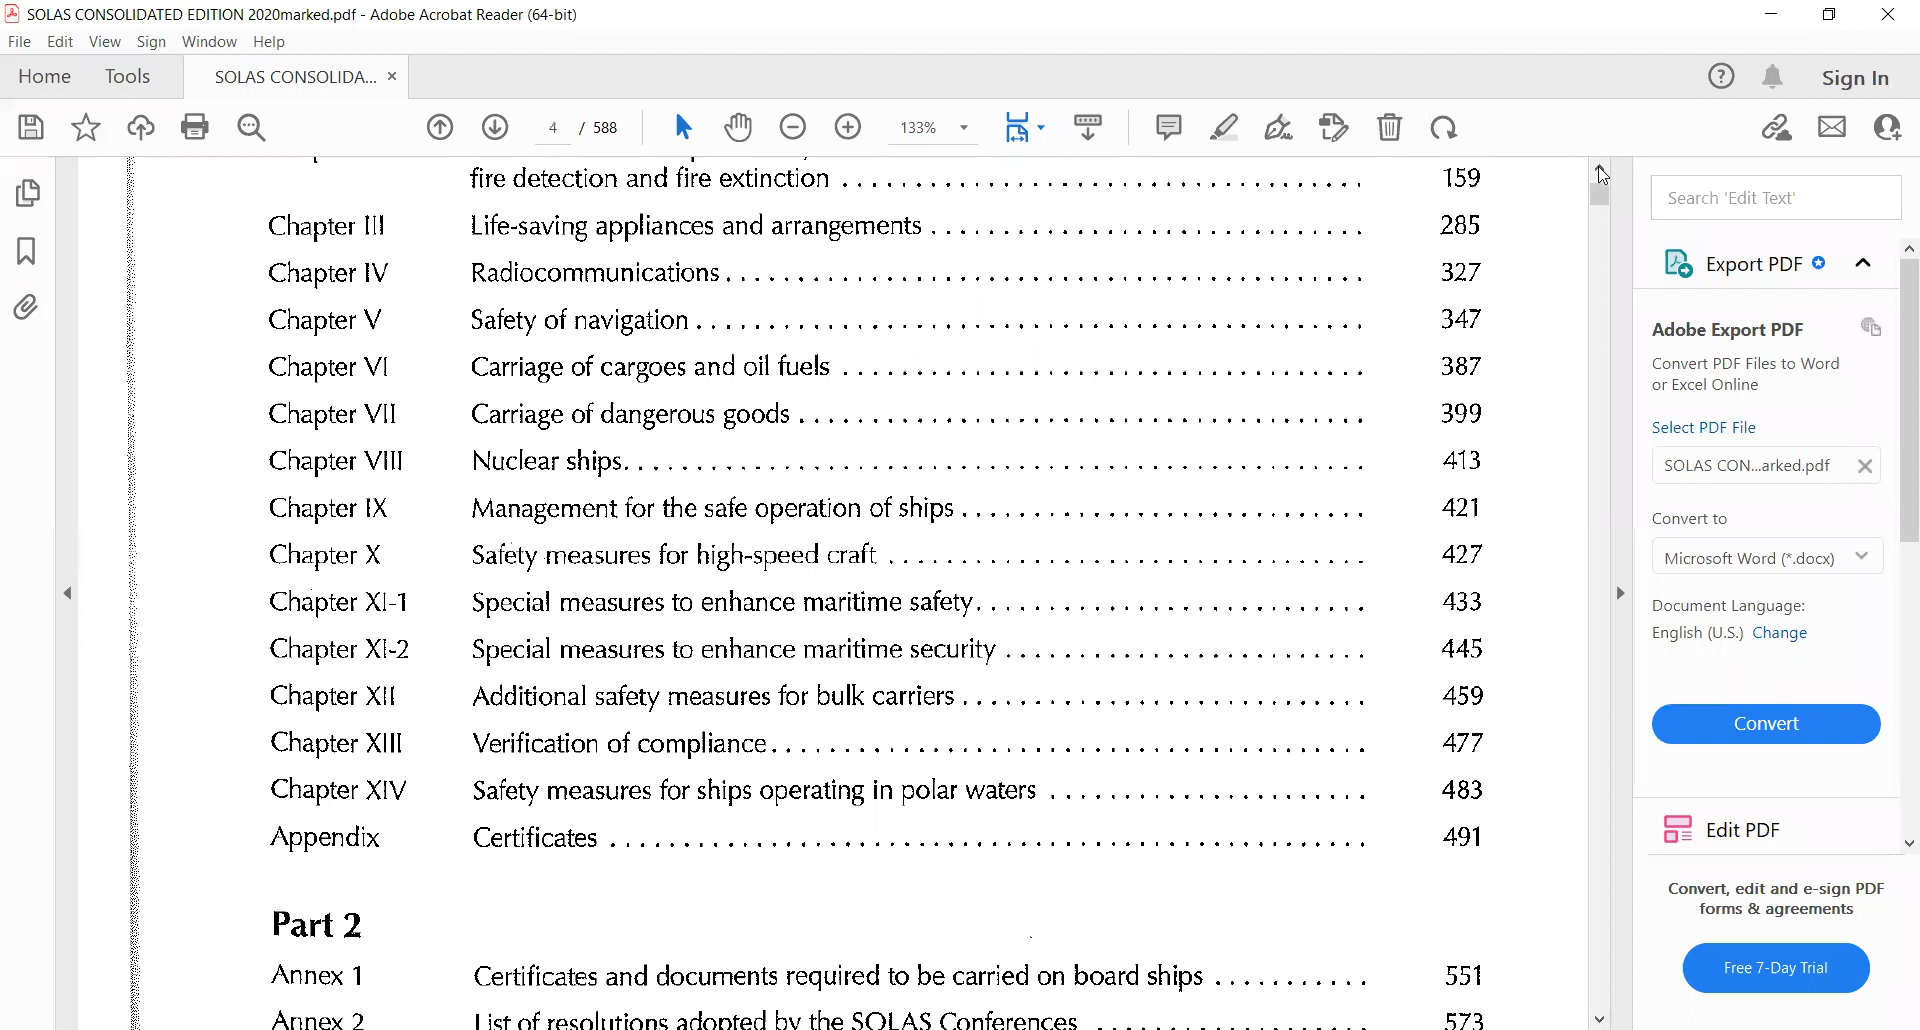 SOLAS CONSOLIDATED EDITION 2020marked.pdf - Adobe Acrobat Reader (64-bit)
File Edit View Sign Window Help
Home Tools SOLAS CONSOLIDA... × Sign In
4 / 588 133%
fire detection and fire extinction . . . . . . . . . . 159
Chapter III Life-saving appliances and arrangements . . . . . . . . . . 285
Chapter IV Radiocommunications . . . . . . . . . . 327
Chapter V Safety of navigation . . . . . . . . . . 347
Chapter VI Carriage of cargoes and oil fuels . . . . . . . . . . 387
Chapter VII Carriage of dangerous goods . . . . . . . . . . 399
Chapter VIII Nuclear ships. . . . . . . . . . . 413
Chapter IX Management for the safe operation of ships . . . . . . . . . . 421
Chapter X Safety measures for high-speed craft . . . . . . . . . . 427
Chapter XI-1 Special measures to enhance maritime safety. . . . . . . . . . . 433
Chapter XI-2 Special measures to enhance maritime security . . . . . . . . . . 445
Chapter XII Additional safety measures for bulk carriers . . . . . . . . . . 459
Chapter XIII Verification of compliance. . . . . . . . . . . 477
Chapter XIV Safety measures for ships operating in polar waters . . . . . . . . . . 483
Appendix Certificates . . . . . . . . . . 491
Part 2
Annex 1 Certificates and documents required to be carried on board ships . . . . . . . . . . 551
Annex 2 List of resolutions adopted by the SOLAS Conferences . . . . . . . . . . 573
Search 'Edit Text'
Export PDF
Adobe Export PDF
Convert PDF Files to Word
or Excel Online
Select PDF File
SOLAS CON...arked.pdf
Convert to
Microsoft Word (*.docx)
Document Language:
English (U.S.) Change
Convert
Edit PDF
Convert, edit and e-sign PDF
forms & agreements
Free 7-Day Trial